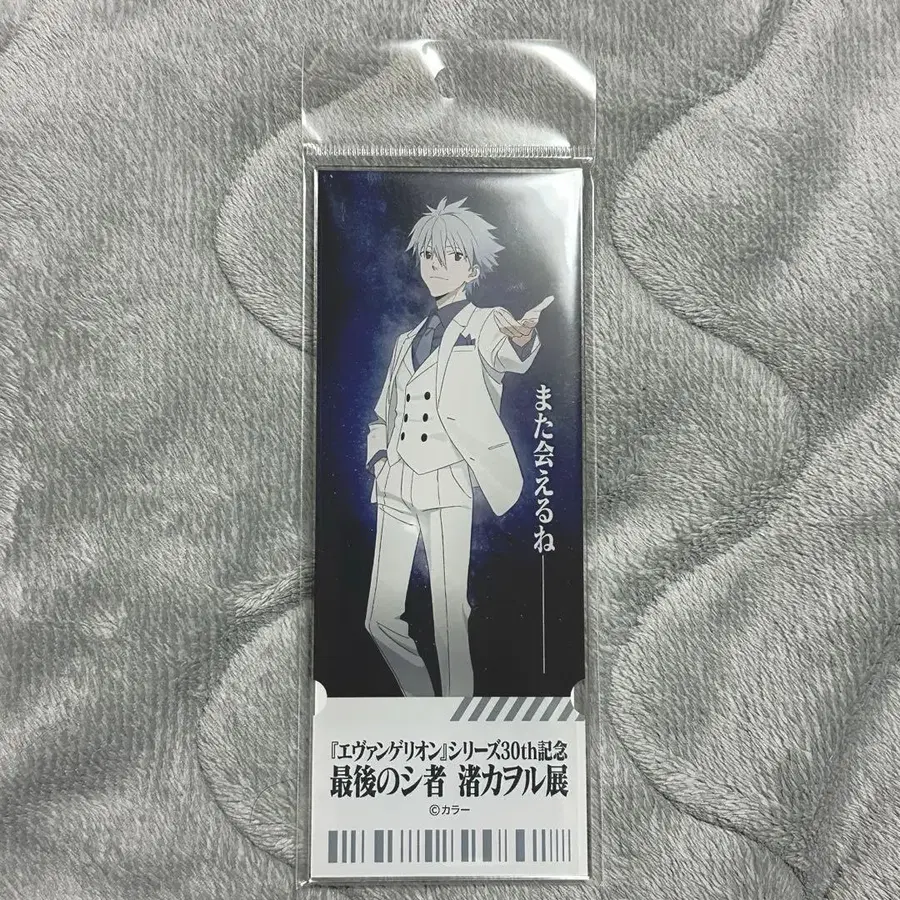 また会えるね――
『エヴァンゲリオン』シリーズ30th記念
最後のシ者 渚カヲル展
©カラー